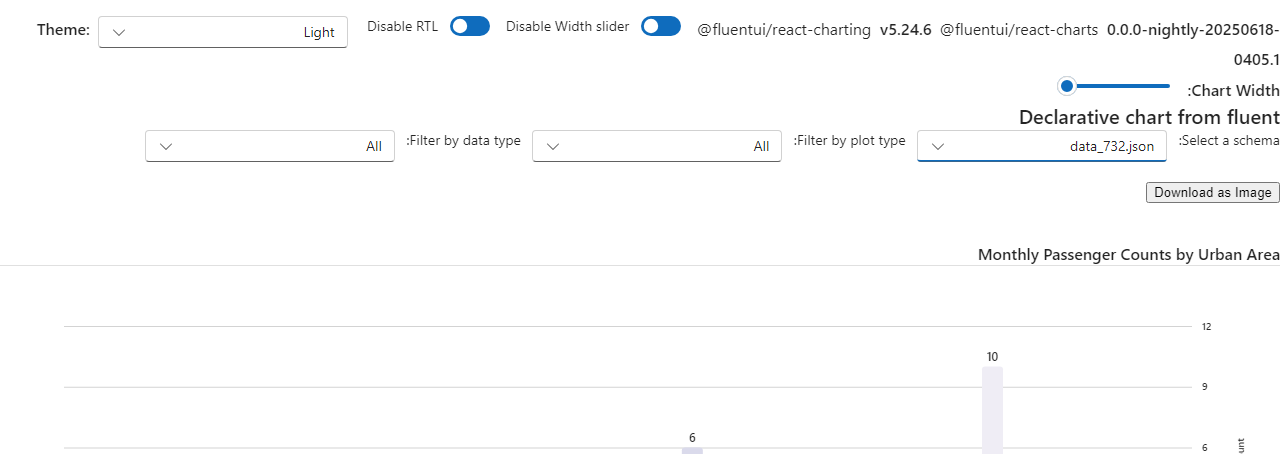 Theme: Light Disable RTL Disable Width slider @fluentui/react-charting v5.24.6 @fluentui/react-charts 0.0.0-nightly-20250618-
0405.1
:Chart Width
Declarative chart from fluent
:Select a schema data_732.json :Filter by plot type All :Filter by data type All
Download as Image
Monthly Passenger Counts by Urban Area
12
10
9
6
6